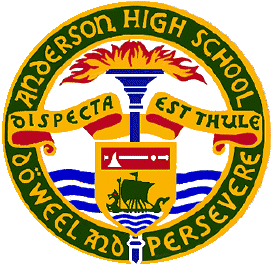 ANDERSON HIGH SCHOOL
DISPECTA EST THULE
DÖWEEL AND PERSEVERE